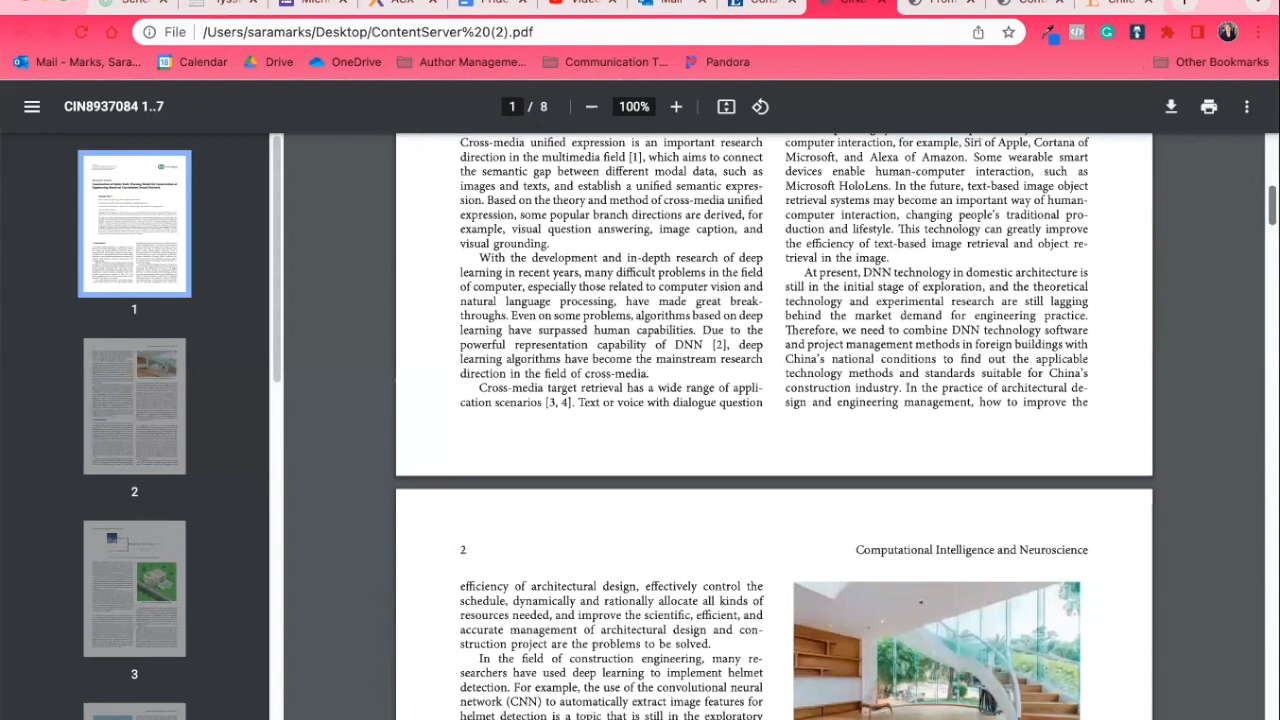 File
/Users/saramarks/Desktop/ContentServer%20(2).pdf
Mail - Marks, Sara...
Calendar
Drive
OneDrive
Author Manageme...
Communication T...
Pandora
Other Bookmarks
CIN8937084 1..7
1 / 8
100%
1
2
3
Cross-media unified expression is an important research
direction in the multimedia field [1], which aims to connect
the semantic gap between different modal data, such as
images and texts, and establish a unified semantic expres-
sion. Based on the theory and method of cross-media unified
expression, some popular branch directions are derived, for
example, visual question answering, image caption, and
visual grounding.
With the development and in-depth research of deep
learning in recent years, many difficult problems in the field
of computer, especially those related to computer vision and
natural language processing, have made great break-
throughs. Even on some problems, algorithms based on deep
learning have surpassed human capabilities. Due to the
powerful representation capability of DNN [2], deep
learning algorithms have become the mainstream research
direction in the field of cross-media.
Cross-media target retrieval has a wide range of appli-
cation scenarios [3, 4]. Text or voice with dialogue question
computer interaction, for example, Siri of Apple, Cortana of
Microsoft, and Alexa of Amazon. Some wearable smart
devices enable human-computer interaction, such as
Microsoft HoloLens. In the future, text-based image object
retrieval systems may become an important way of human-
computer interaction, changing people's traditional pro-
duction and lifestyle. This technology can greatly improve
the efficiency of text-based image retrieval and object re-
trieval in the image.
At present, DNN technology in domestic architecture is
still in the initial stage of exploration, and the theoretical
technology and experimental research are still lagging
behind the market demand for engineering practice.
Therefore, we need to combine DNN technology software
and project management methods in foreign buildings with
China's national conditions to find out the applicable
technology methods and standards suitable for China's
construction industry. In the practice of architectural de-
sign and engineering management, how to improve the
2
Computational Intelligence and Neuroscience
efficiency of architectural design, effectively control the
schedule, dynamically and rationally allocate all kinds of
resources needed, and improve the scientific, efficient, and
accurate management of architectural design and con-
struction project are the problems to be solved.
In the field of construction engineering, many re-
searchers have used deep learning to implement helmet
detection. For example, the use of the convolutional neural
network (CNN) to automatically extract image features for
helmet detection is a topic that is still in the exploratory